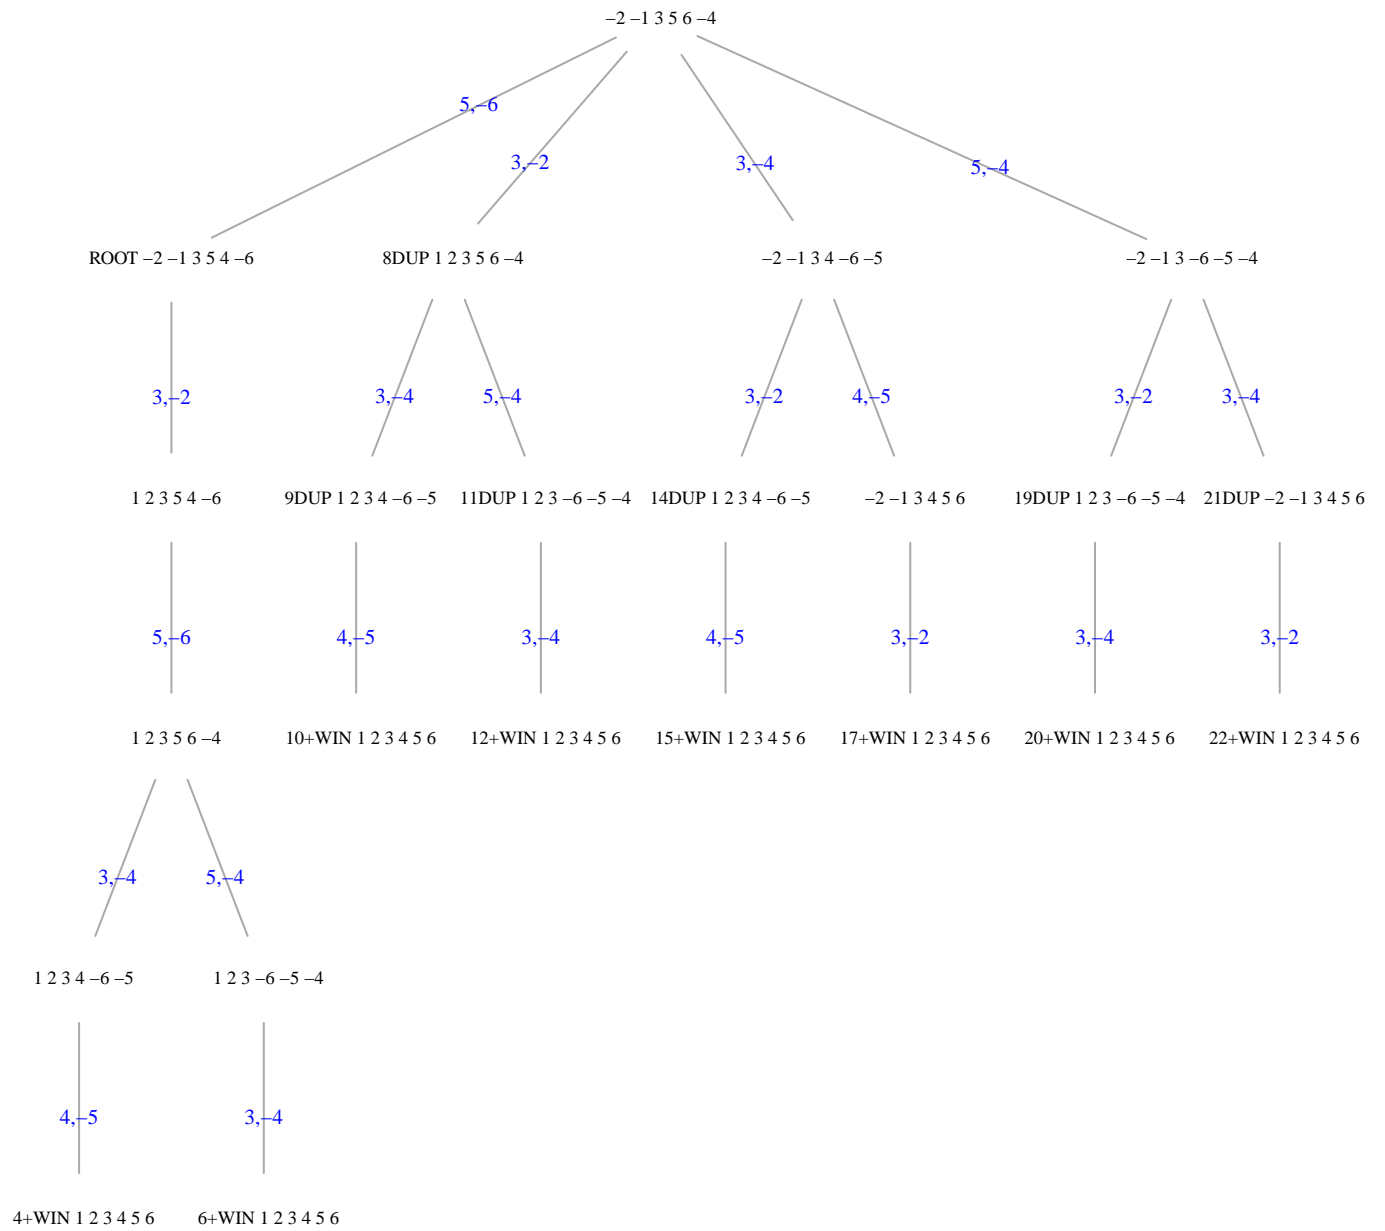 –2 –1 3 5 6 –4
5,–6
3,–2
3,–4
5,–4
ROOT –2 –1 3 5 4 –6
8DUP 1 2 3 5 6 –4
–2 –1 3 4 –6 –5
–2 –1 3 –6 –5 –4
3,–2
3,–4
5,–4
3,–2
4,–5
3,–2
3,–4
1 2 3 5 4 –6
9DUP 1 2 3 4 –6 –5
11DUP 1 2 3 –6 –5 –4
14DUP 1 2 3 4 –6 –5
–2 –1 3 4 5 6
19DUP 1 2 3 –6 –5 –4
21DUP –2 –1 3 4 5 6
5,–6
4,–5
3,–4
4,–5
3,–2
3,–4
3,–2
1 2 3 5 6 –4
10+WIN 1 2 3 4 5 6
12+WIN 1 2 3 4 5 6
15+WIN 1 2 3 4 5 6
17+WIN 1 2 3 4 5 6
20+WIN 1 2 3 4 5 6
22+WIN 1 2 3 4 5 6
3,–4
5,–4
1 2 3 4 –6 –5
1 2 3 –6 –5 –4
4,–5
3,–4
4+WIN 1 2 3 4 5 6
6+WIN 1 2 3 4 5 6